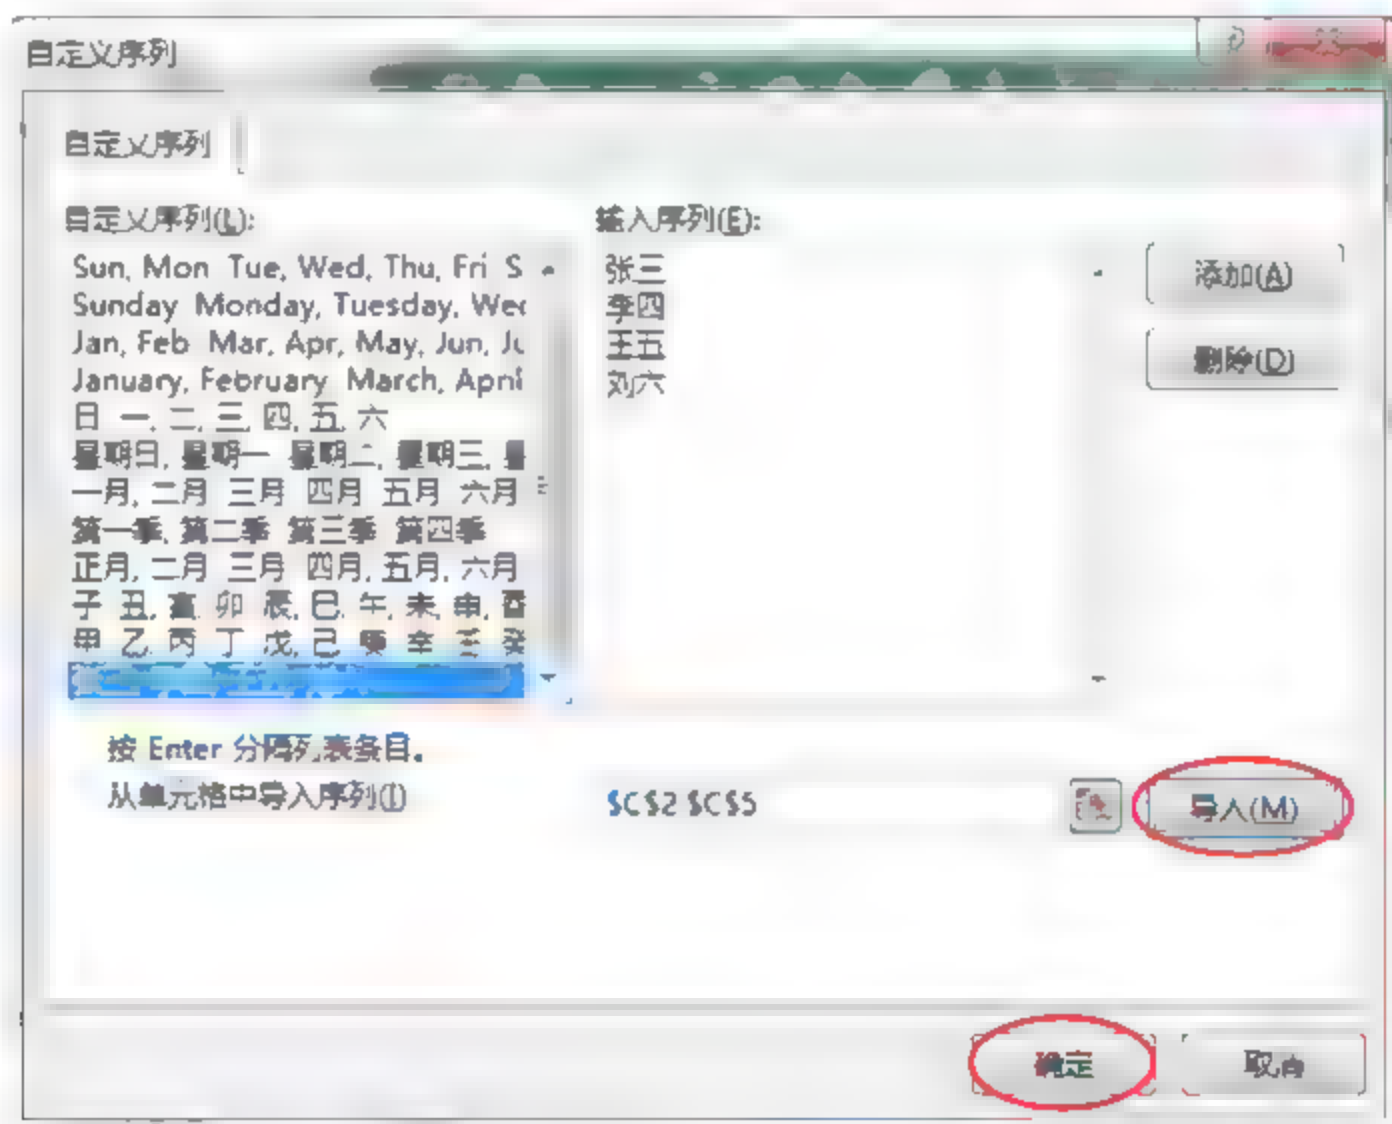 自定义序列
自定义序列
自定义序列(L):
输入序列(E):
Sun, Mon Tue, Wed, Thu, Fri S
Sunday Monday, Tuesday, Wed
Jan, Feb Mar, Apr, May, Jun, Ju
January, February March, April
日 一, 二, 三, 四, 五, 六
星期日, 星期一 星期二, 星期三, 星
一月, 二月 三月 四月 五月 六月
第一季, 第二季 第三季 第四季
正月, 二月 三月 四月, 五月, 六月
子 丑, 寅 卯 辰, 巳, 午, 未, 申, 酉
甲 乙 丙 丁 戊, 己 庚 辛 壬 癸
张三
李四
王五
刘六
添加(A)
删除(D)
按 Enter 分隔列表条目。
从单元格中导入序列(I)
$C$2 $C$5
导入(M)
确定
取消